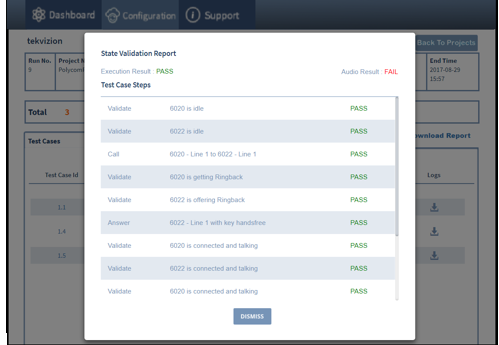 Dashboard Configuration Support
tekvizion
Back To Projects
Run No. Project N
End Time
9 Polycom
2017-08-29
15:57
Total 3
Test Cases
ownload Report
Test Case Id
Logs
1.1
1.4
1.5
State Validation Report
Execution Result : PASS Audio Result : FAIL
Test Case Steps
Validate 6020 is idle PASS
Validate 6022 is idle PASS
Call 6020 - Line 1 to 6022 - Line 1 PASS
Validate 6020 is getting Ringback PASS
Validate 6022 is offering Ringback PASS
Answer 6022 - Line 1 with key handsfree PASS
Validate 6020 is connected and talking PASS
Validate 6022 is connected and talking PASS
Validate 6020 is connected and talking PASS
DISMISS